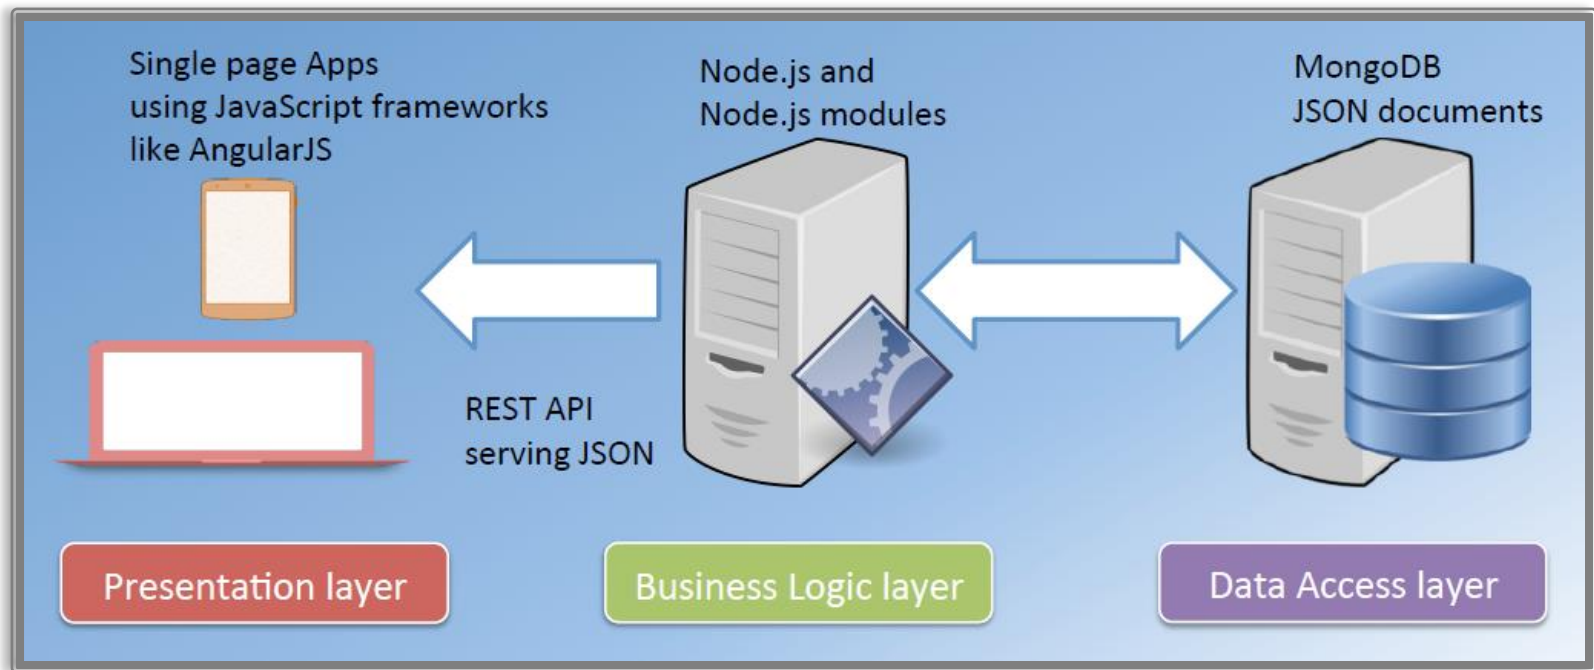 Single page Apps
using JavaScript frameworks
like AngularJS
Node.js and
Node.js modules
MongoDB
JSON documents
REST API
serving JSON
Presentation layer
Business Logic layer
Data Access layer